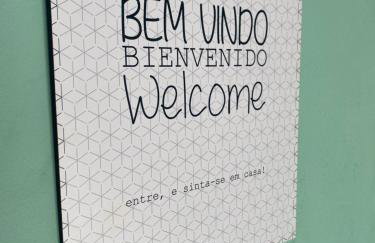 BEM VINDO
BIENVENIDO
Welcome
entre, e sinta-se em casa!